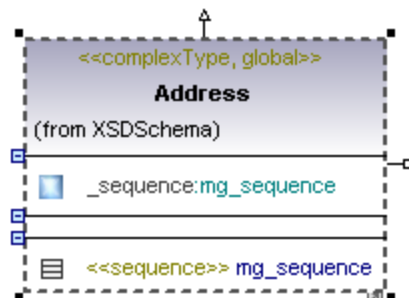 <<complexType, global>>
Address
(from XSDSchema)
_sequence:mg_sequence
<<sequence>> mg_sequence